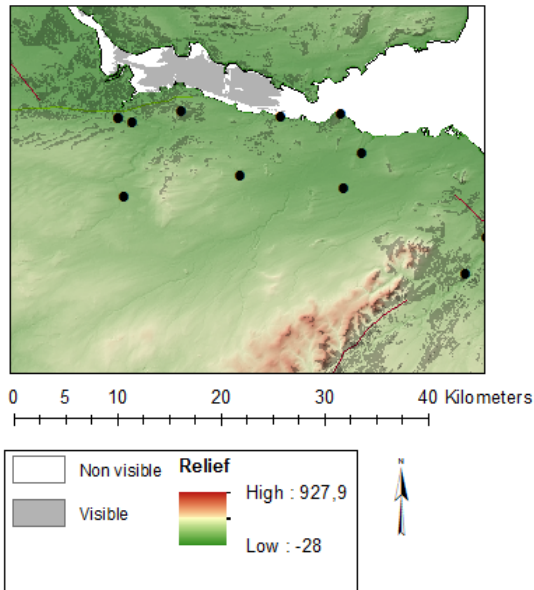 0 5 10 20 30 40 Kilometers
Non visible
Visible
Relief
High : 927,9
Low : -28
N